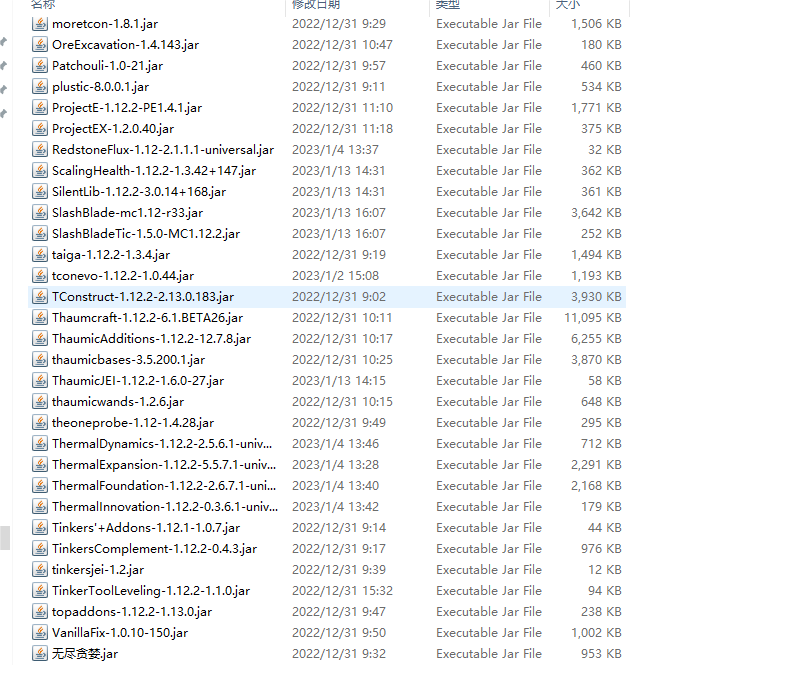 名称 修改日期 类型 大小
moretcon-1.8.1.jar 2022/12/31 9:29 Executable Jar File 1,506 KB
OreExcavation-1.4.143.jar 2022/12/31 10:47 Executable Jar File 180 KB
Patchouli-1.0-21.jar 2022/12/31 9:57 Executable Jar File 460 KB
plustic-8.0.0.1.jar 2022/12/31 9:11 Executable Jar File 534 KB
ProjectE-1.12.2-PE1.4.1.jar 2022/12/31 11:10 Executable Jar File 1,771 KB
ProjectEX-1.2.0.40.jar 2022/12/31 11:18 Executable Jar File 375 KB
RedstoneFlux-1.12-2.1.1.1-universal.jar 2023/1/4 13:37 Executable Jar File 32 KB
ScalingHealth-1.12.2-1.3.42+147.jar 2023/1/13 14:31 Executable Jar File 362 KB
SilentLib-1.12.2-3.0.14+168.jar 2023/1/13 14:31 Executable Jar File 361 KB
SlashBlade-mc1.12-r33.jar 2023/1/13 16:07 Executable Jar File 3,642 KB
SlashBladeTic-1.5.0-MC1.12.2.jar 2023/1/13 16:07 Executable Jar File 252 KB
taiga-1.12.2-1.3.4.jar 2022/12/31 9:19 Executable Jar File 1,494 KB
tconevo-1.12.2-1.0.44.jar 2023/1/2 15:08 Executable Jar File 1,193 KB
TConstruct-1.12.2-2.13.0.183.jar 2022/12/31 9:02 Executable Jar File 3,930 KB
Thaumcraft-1.12.2-6.1.BETA26.jar 2022/12/31 10:11 Executable Jar File 11,095 KB
ThaumicAdditions-1.12.2-12.7.8.jar 2022/12/31 10:17 Executable Jar File 6,255 KB
thaumicbases-3.5.200.1.jar 2022/12/31 10:25 Executable Jar File 3,870 KB
ThaumicJEI-1.12.2-1.6.0-27.jar 2023/1/13 14:15 Executable Jar File 58 KB
thaumicwands-1.2.6.jar 2022/12/31 10:15 Executable Jar File 648 KB
theoneprobe-1.12-1.4.28.jar 2022/12/31 9:49 Executable Jar File 295 KB
ThermalDynamics-1.12.2-2.5.6.1-univ... 2023/1/4 13:46 Executable Jar File 712 KB
ThermalExpansion-1.12.2-5.5.7.1-univ... 2023/1/4 13:28 Executable Jar File 2,291 KB
ThermalFoundation-1.12.2-2.6.7.1-uni... 2023/1/4 13:40 Executable Jar File 2,168 KB
ThermalInnovation-1.12.2-0.3.6.1-univ... 2023/1/4 13:42 Executable Jar File 179 KB
Tinkers'+Addons-1.12.1-1.0.7.jar 2022/12/31 9:14 Executable Jar File 44 KB
TinkersComplement-1.12.2-0.4.3.jar 2022/12/31 9:17 Executable Jar File 976 KB
tinkersjei-1.2.jar 2022/12/31 9:39 Executable Jar File 12 KB
TinkerToolLeveling-1.12.2-1.1.0.jar 2022/12/31 15:32 Executable Jar File 94 KB
topaddons-1.12.2-1.13.0.jar 2022/12/31 9:47 Executable Jar File 238 KB
VanillaFix-1.0.10-150.jar 2022/12/31 9:50 Executable Jar File 1,002 KB
无尽贪婪.jar 2022/12/31 9:32 Executable Jar File 953 KB